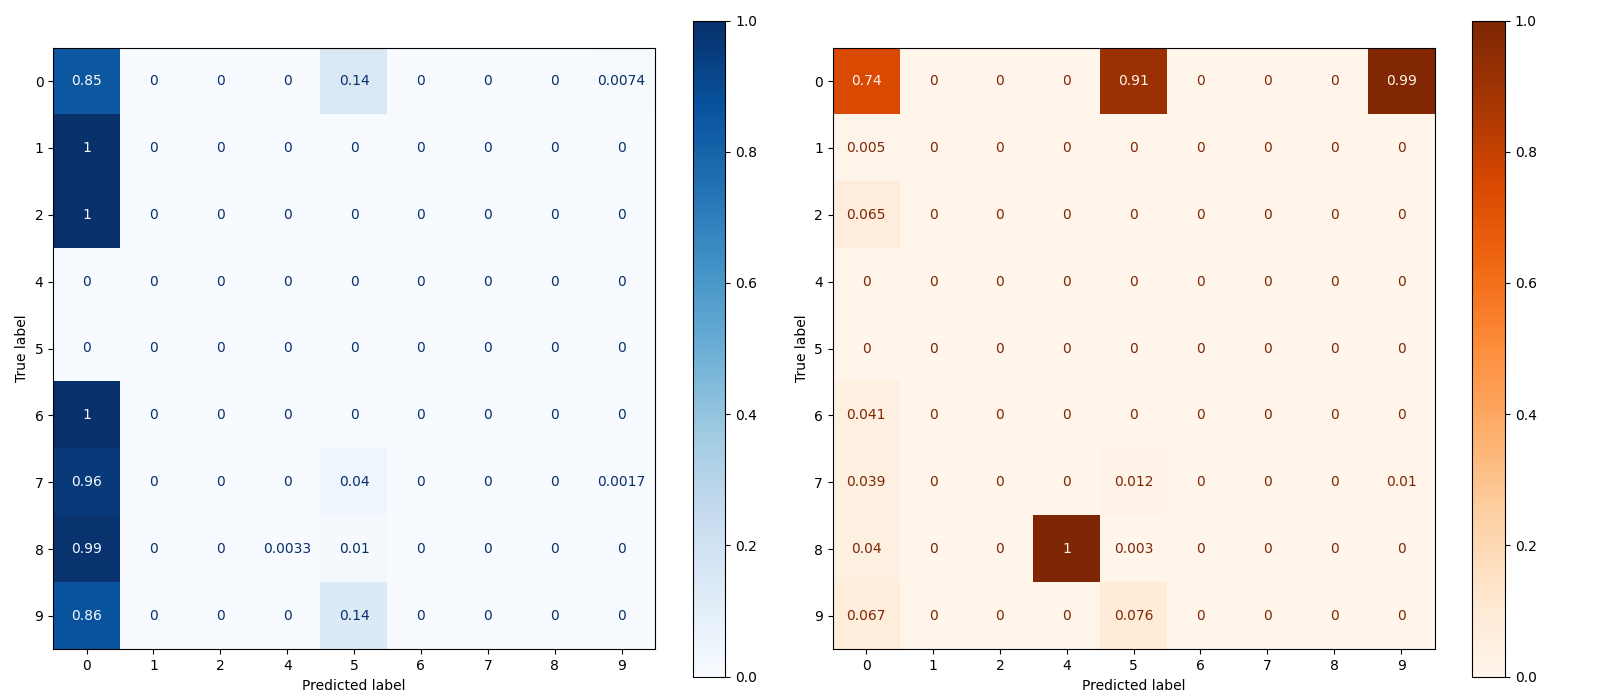 1.0
0.8
0.6
0.4
0.2
0.0
True label
0 0.85 0 0 0 0.14 0 0 0 0.0074
1 1 0 0 0 0 0 0 0 0
2 1 0 0 0 0 0 0 0 0
4 0 0 0 0 0 0 0 0 0
5 0 0 0 0 0 0 0 0 0
6 1 0 0 0 0 0 0 0 0
7 0.96 0 0 0 0.04 0 0 0 0.0017
8 0.99 0 0 0.0033 0.01 0 0 0 0
9 0.86 0 0 0 0.14 0 0 0 0
0 1 2 4 5 6 7 8 9
Predicted label
1.0
0.8
0.6
0.4
0.2
0.0
True label
0 0.74 0 0 0 0.91 0 0 0 0.99
1 0.005 0 0 0 0 0 0 0 0
2 0.065 0 0 0 0 0 0 0 0
4 0 0 0 0 0 0 0 0 0
5 0 0 0 0 0 0 0 0 0
6 0.041 0 0 0 0 0 0 0 0
7 0.039 0 0 0 0.012 0 0 0 0.01
8 0.04 0 0 1 0.003 0 0 0 0
9 0.067 0 0 0 0.076 0 0 0 0
0 1 2 4 5 6 7 8 9
Predicted label